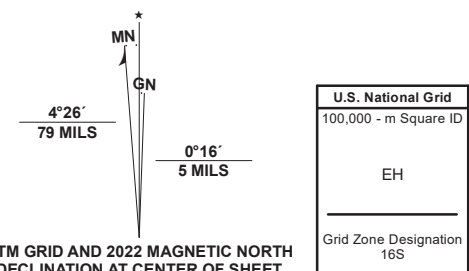 ★
MN
GN
4°26´
79 MILS
0°16´
5 MILS
TM GRID AND 2022 MAGNETIC NORTH
DECLINATION AT CENTER OF SHEET
U.S. National Grid
100,000 - m Square ID
EH
Grid Zone Designation
16S